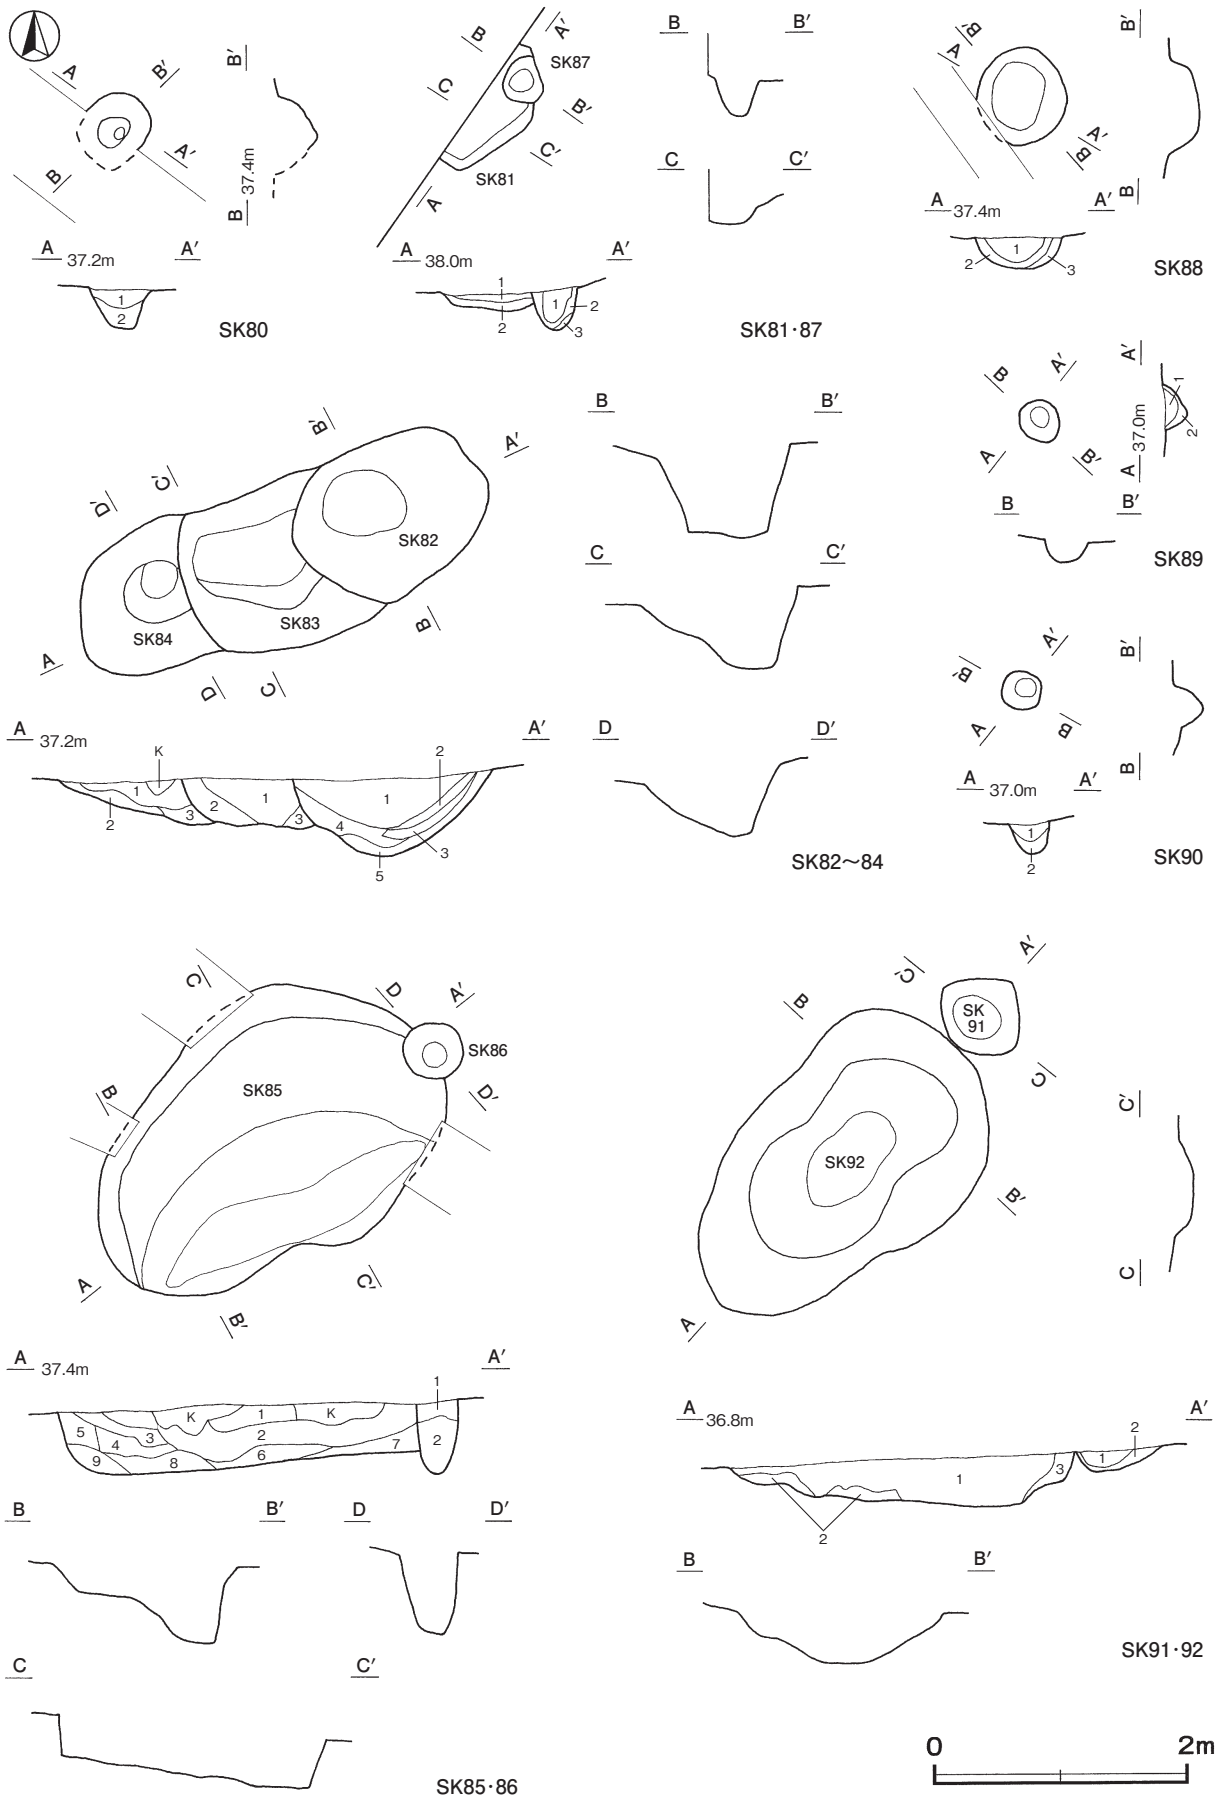 A
B′
B
A′
B′
B 37.4m
A 37.2m
A′
1
2
SK80
B
A′
SK87
C
B′
C′
SK81
A
A 38.0m
A′
1
2
1
2
3
B
B′
C
C′
SK81・87
B′
A
A′
B
B′
B
A 37.4m
A′
1
2
3
SK88
B
A′
A
B′
A′
A 37.0m
1
2
B
B′
SK89
B′
A′
A
B
B′
B
A 37.0m
A′
1
2
SK90
B′
A′
C′
D′
SK82
SK83
SK84
B
A
D
C
A 37.2m
A′
K
2
1
2
3
2
1
3
1
4
3
5
B
B′
C
C′
D
D′
SK82～84
C
D
A′
SK86
SK85
B
D′
A
C′
B′
A 37.4m
A′
1
K
1
K
5
4
3
2
7
2
9
8
6
B
B′
D
D′
C
C′
SK85・86
A′
C′
B
SK
91
C
SK92
B′
A
C′
C
A 36.8m
A′
2
1
3
1
2
B
B′
SK91・92
0
2m